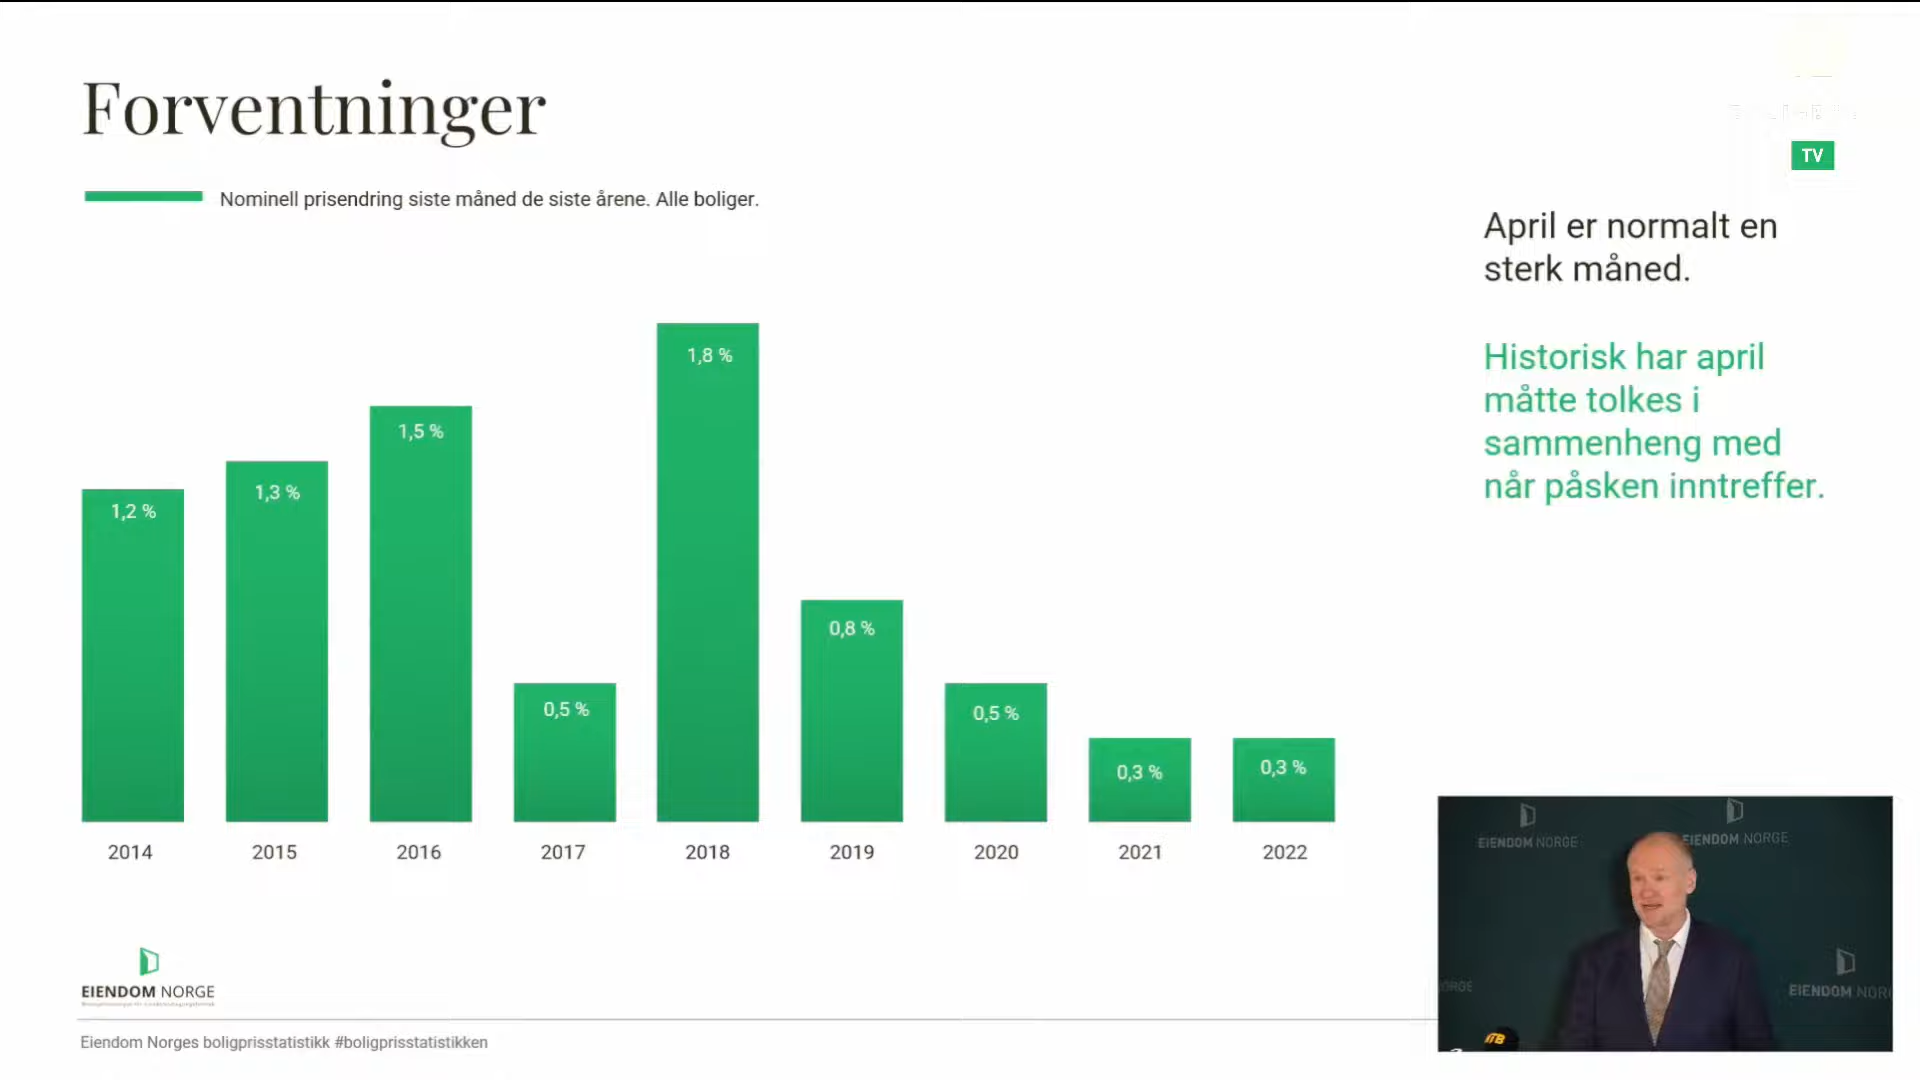 Forventninger
TV
Nominell prisendring siste måned de siste årene. Alle boliger.
April er normalt en
sterk måned.
Historisk har april
måtte tolkes i
sammenheng med
når påsken inntreffer.
1,2 %
1,3 %
1,5 %
0,5 %
1,8 %
0,8 %
0,5 %
0,3 %
0,3 %
2014
2015
2016
2017
2018
2019
2020
2021
2022
EIENDOM NORGE
EIENDOM NORGE
EIENDOM NORGE
EIENDOM NORGE
Eiendom Norges boligprisstatistikk #boligprisstatistikken